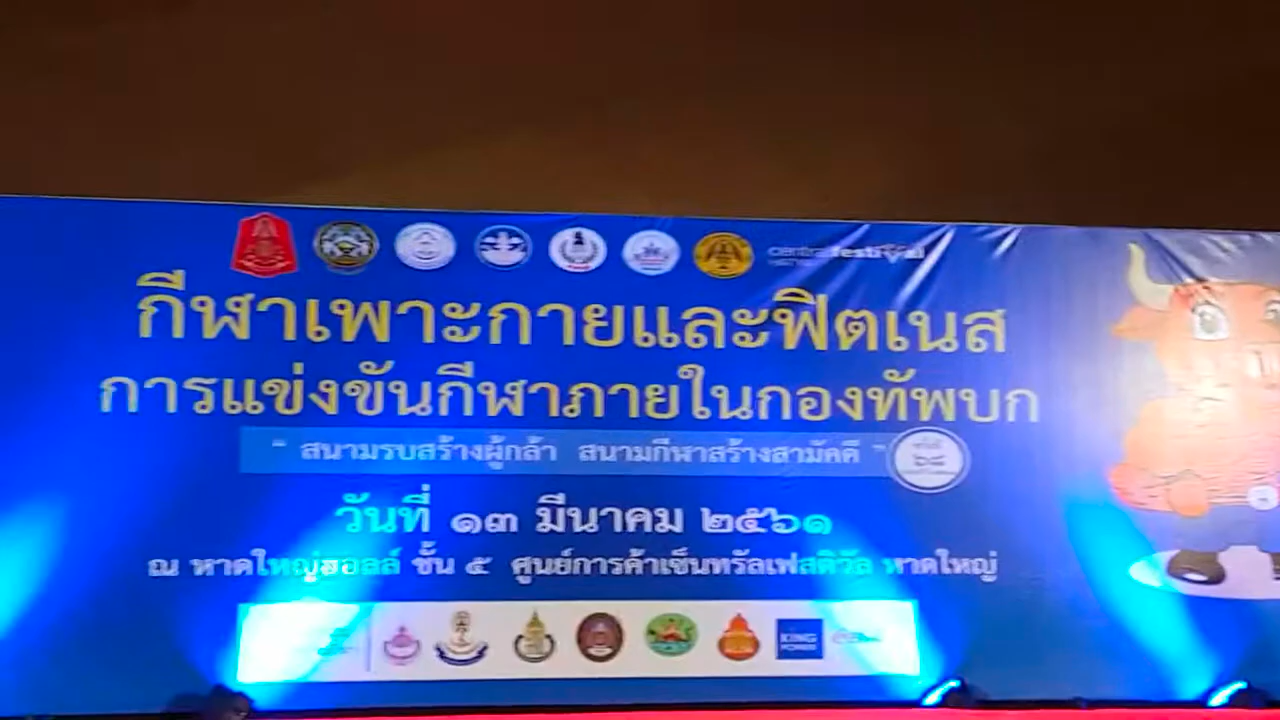 central festival
กีฬาเพาะกายและฟิตเนส
การแข่งขันกีฬาภายในกองทัพบก
" สนามรบสร้างผู้กล้า สนามกีฬาสร้างสามัคคี "
วันที่ ๑๓ มีนาคม ๒๕๖๑
ณ หาดใหญ่ฮอลล์ ชั้น ๕ ศูนย์การค้าเซ็นทรัลเฟสติวัล หาดใหญ่
KING POWER